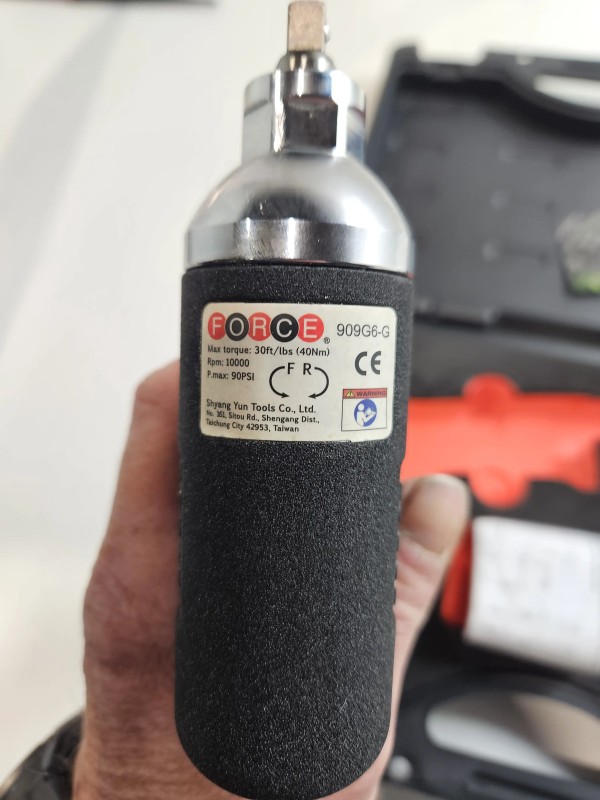 FORCE® 909G6-G
Max torque: 30ft/lbs (40Nm)
Rpm: 10000
P.max: 90PSI
F R
CE
WARNING
Shyang Yun Tools Co., Ltd.
No. 351, Sitou Rd., Shengang Dist.,
Taichung City 42953, Taiwan